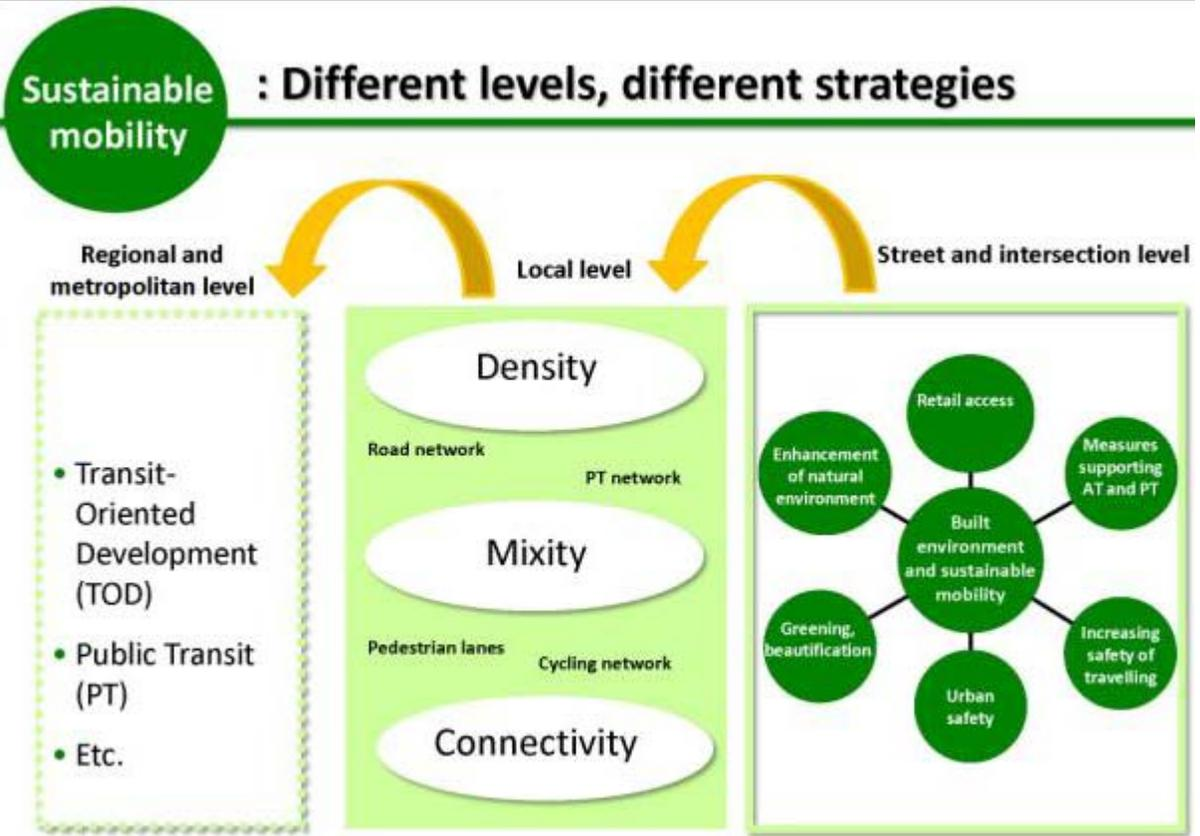 Sustainable
mobility
: Different levels, different strategies
Regional and
metropolitan level
• Transit-
Oriented
Development
(TOD)
• Public Transit
(PT)
• Etc.
Local level
Density
Road network
PT network
Mixity
Pedestrian lanes
Cycling network
Connectivity
Street and intersection level
Retail access
Measures
supporting
AT and PT
Increasing
safety of
travelling
Urban
safety
Greening,
beautification
Enhancement
of natural
environment
Built
environment
and sustainable
mobility